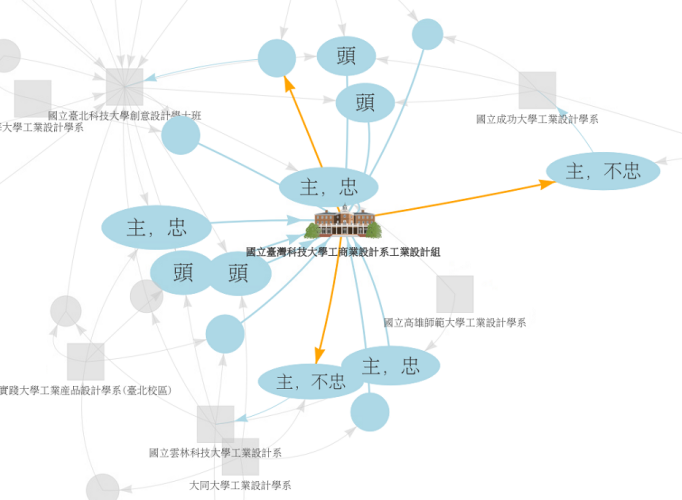 頭
頭
國立臺北科技大學創意設計學士班
大學工業設計學系
國立成功大學工業設計學系
主，不忠
主，忠
主，忠
國立臺灣科技大學工商業設計系工業設計組
頭
頭
國立高雄師範大學工業設計學系
主，忠
主，不忠
實踐大學工業產品設計學系(臺北校區)
國立雲林科技大學工業設計系
大同大學工業設計學系